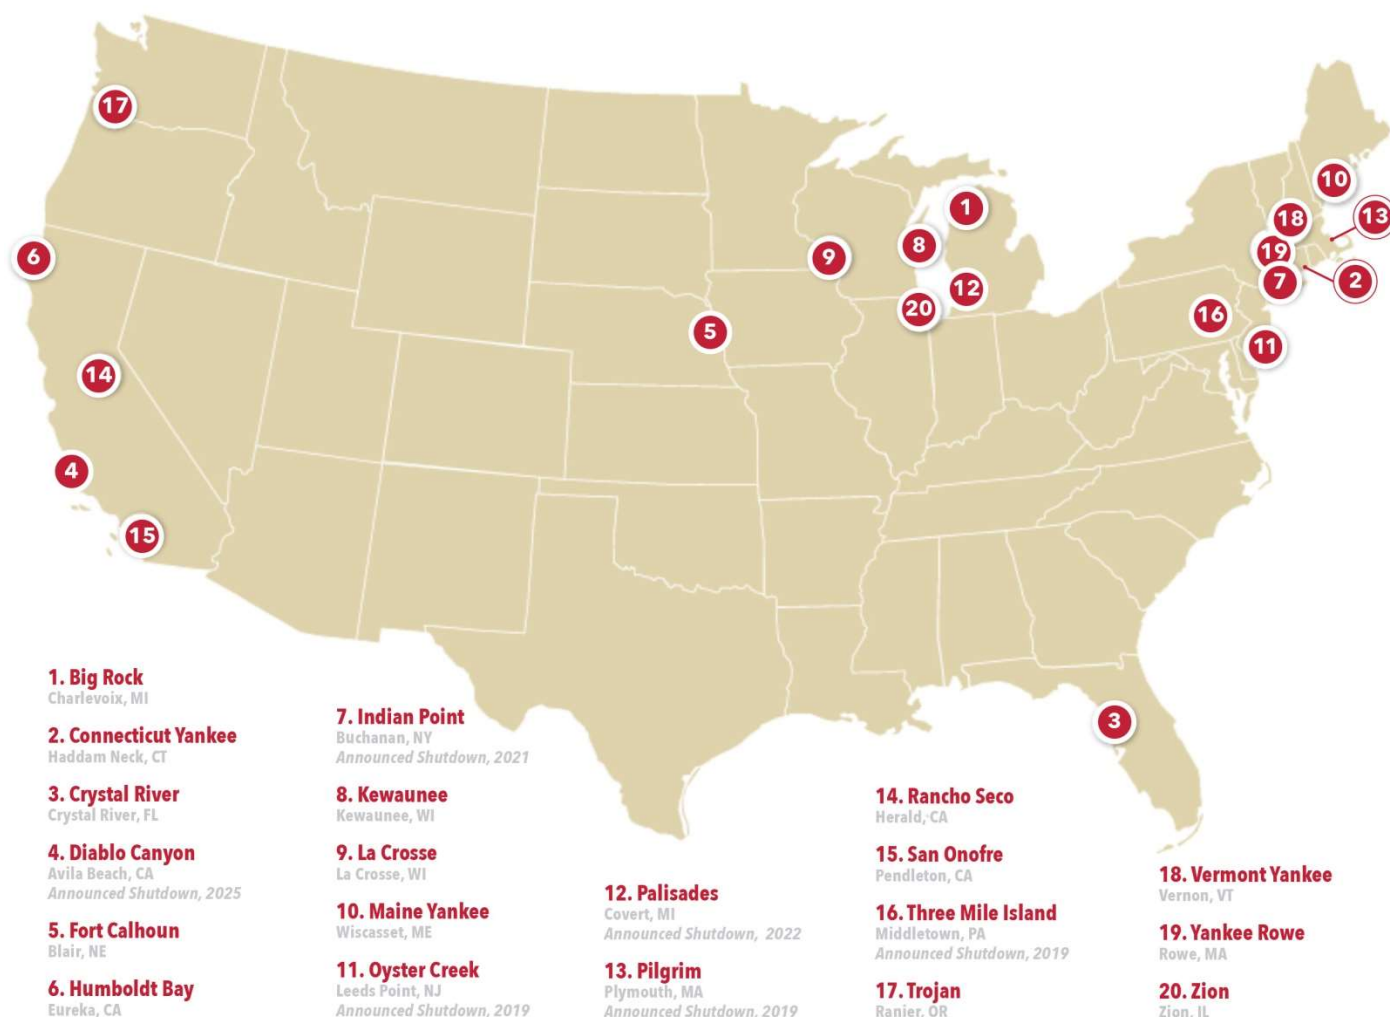 17
10
1
13
18
6
8
9
19
12
7
2
20
16
5
11
14
4
15
3
1. Big Rock
Charlevoix, MI
2. Connecticut Yankee
Haddam Neck, CT
3. Crystal River
Crystal River, FL
4. Diablo Canyon
Avila Beach, CA
Announced Shutdown, 2025
5. Fort Calhoun
Blair, NE
6. Humboldt Bay
Eureka, CA
7. Indian Point
Buchanan, NY
Announced Shutdown, 2021
8. Kewaunee
Kewaunee, WI
9. La Crosse
La Crosse, WI
10. Maine Yankee
Wiscasset, ME
11. Oyster Creek
Leeds Point, NJ
Announced Shutdown, 2019
12. Palisades
Covert, MI
Announced Shutdown, 2022
13. Pilgrim
Plymouth, MA
Announced Shutdown, 2019
14. Rancho Seco
Herald, CA
15. San Onofre
Pendleton, CA
16. Three Mile Island
Middletown, PA
Announced Shutdown, 2019
17. Trojan
Ranier, OR
18. Vermont Yankee
Vernon, VT
19. Yankee Rowe
Rowe, MA
20. Zion
Zion, IL